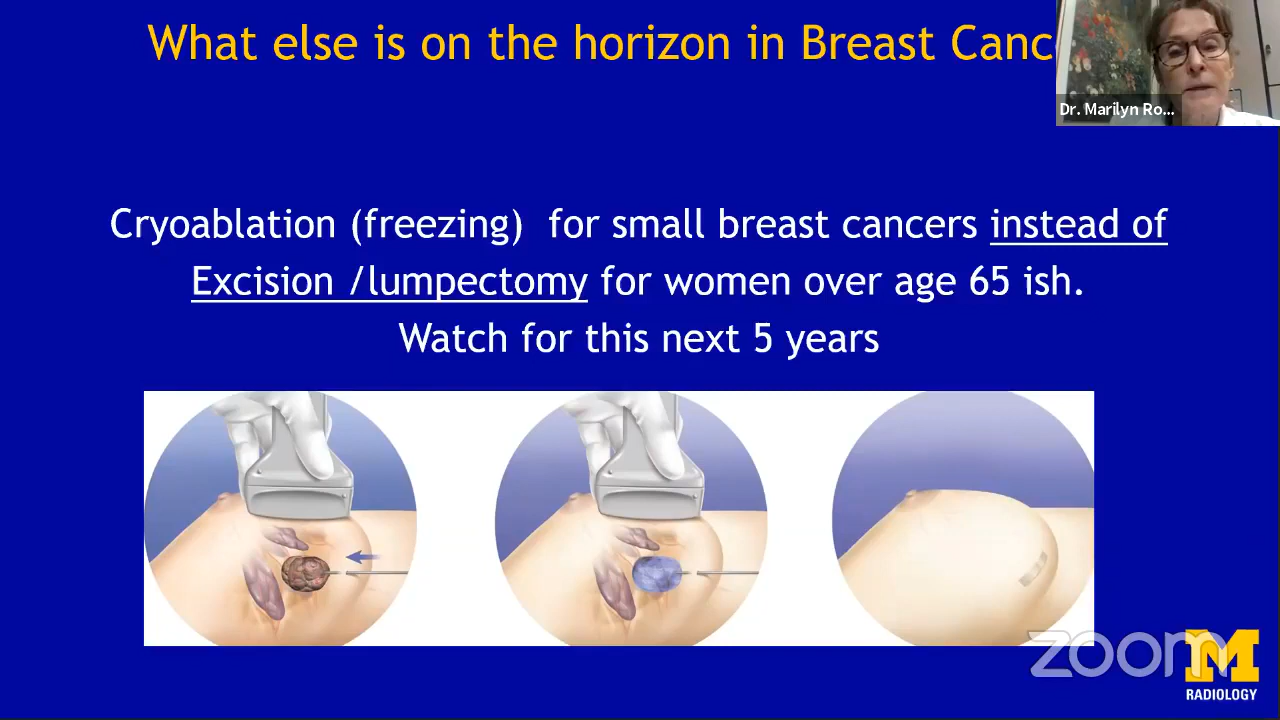 What else is on the horizon in Breast Canc
Dr. Marilyn Ro...
Cryoablation (freezing)  for small breast cancers instead of
Excision /lumpectomy for women over age 65 ish.
Watch for this next 5 years
zoom
M
RADIOLOGY